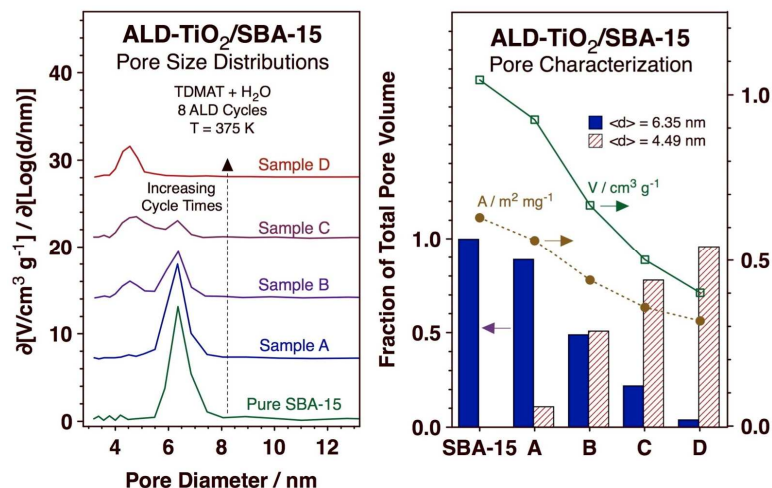 ALD-TiO₂/SBA-15
Pore Size Distributions
TDMAT + H₂O
8 ALD Cycles
T = 375 K
Sample D
Increasing
Cycle Times
Sample C
Sample B
Sample A
Pure SBA-15
40
30
20
10
0
∂[V/cm³ g⁻¹] / ∂[Log(d/nm)]
4 6 8 10 12
Pore Diameter / nm
ALD-TiO₂/SBA-15
Pore Characterization
<d> = 6.35 nm
<d> = 4.49 nm
V / cm³ g⁻¹
A / m² mg⁻¹
Fraction of Total Pore Volume
1.0
0.5
0.0
1.0
0.5
0.0
SBA-15 A B C D